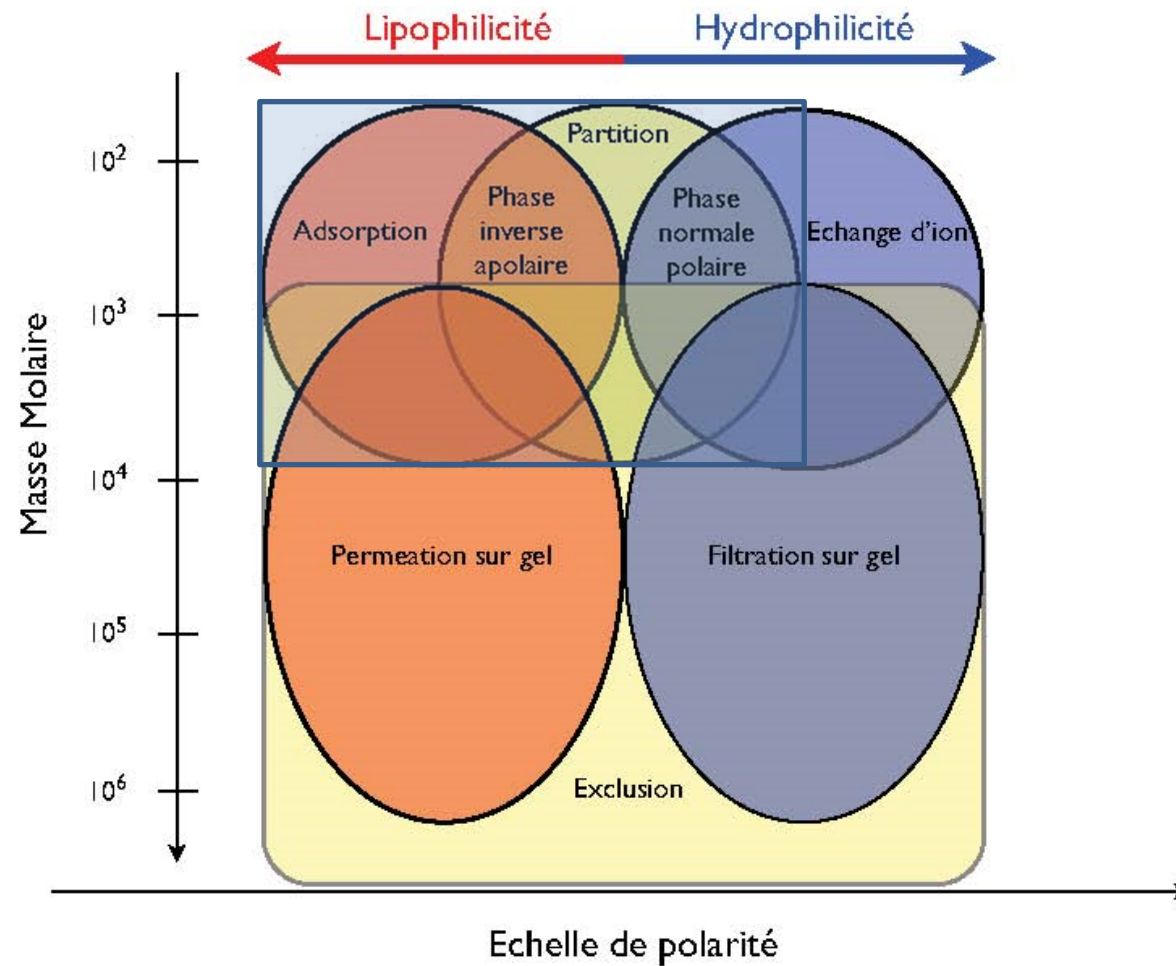 Lipophilicité
Hydrophilicité
Masse Molaire
10²
10³
10⁴
10⁵
10⁶
Partition
Adsorption
Phase
inverse
apolaire
Phase
normale
polaire
Echange d'ion
Permeation sur gel
Filtration sur gel
Exclusion
Echelle de polarité